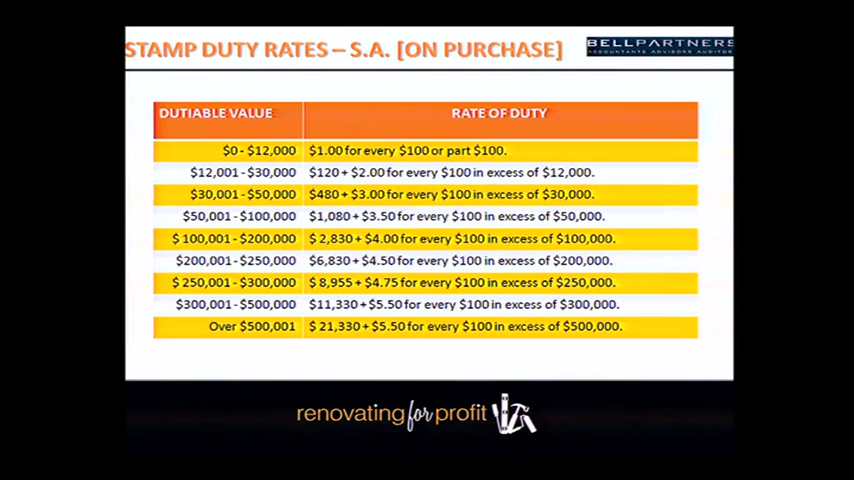 STAMP DUTY RATES – S.A. [ON PURCHASE]
BELLPARTNERS
ACCOUNTANTS ADVISORS AUDITORS
DUTIABLE VALUE RATE OF DUTY
$0 - $12,000 $1.00 for every $100 or part $100.
$12,001 - $30,000 $120 + $2.00 for every $100 in excess of $12,000.
$30,001 - $50,000 $480 + $3.00 for every $100 in excess of $30,000.
$50,001 - $100,000 $1,080 + $3.50 for every $100 in excess of $50,000.
$ 100,001 - $200,000 $ 2,830 + $4.00 for every $100 in excess of $100,000.
$200,001 - $250,000 $6,830 + $4.50 for every $100 in excess of $200,000.
$ 250,001 - $300,000 $ 8,955 + $4.75 for every $100 in excess of $250,000.
$300,001 - $500,000 $11,330 + $5.50 for every $100 in excess of $300,000.
Over $500,001 $ 21,330 + $5.50 for every $100 in excess of $500,000.
renovating for profit